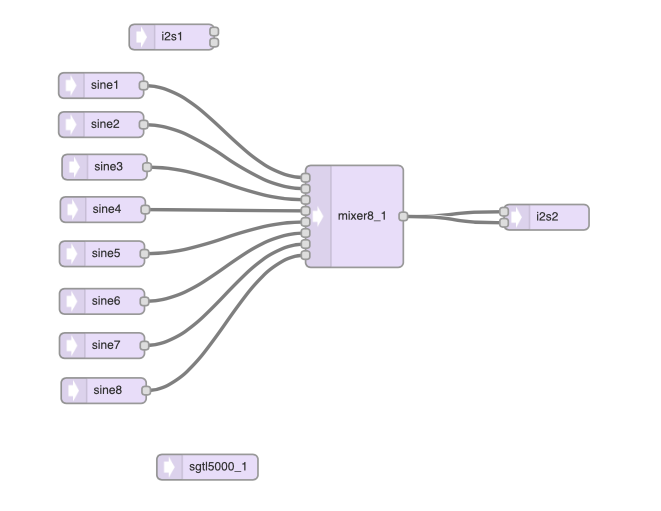 i2s1
sine1
sine2
sine3
sine4
sine5
sine6
sine7
sine8
mixer8_1
i2s2
sgtl5000_1